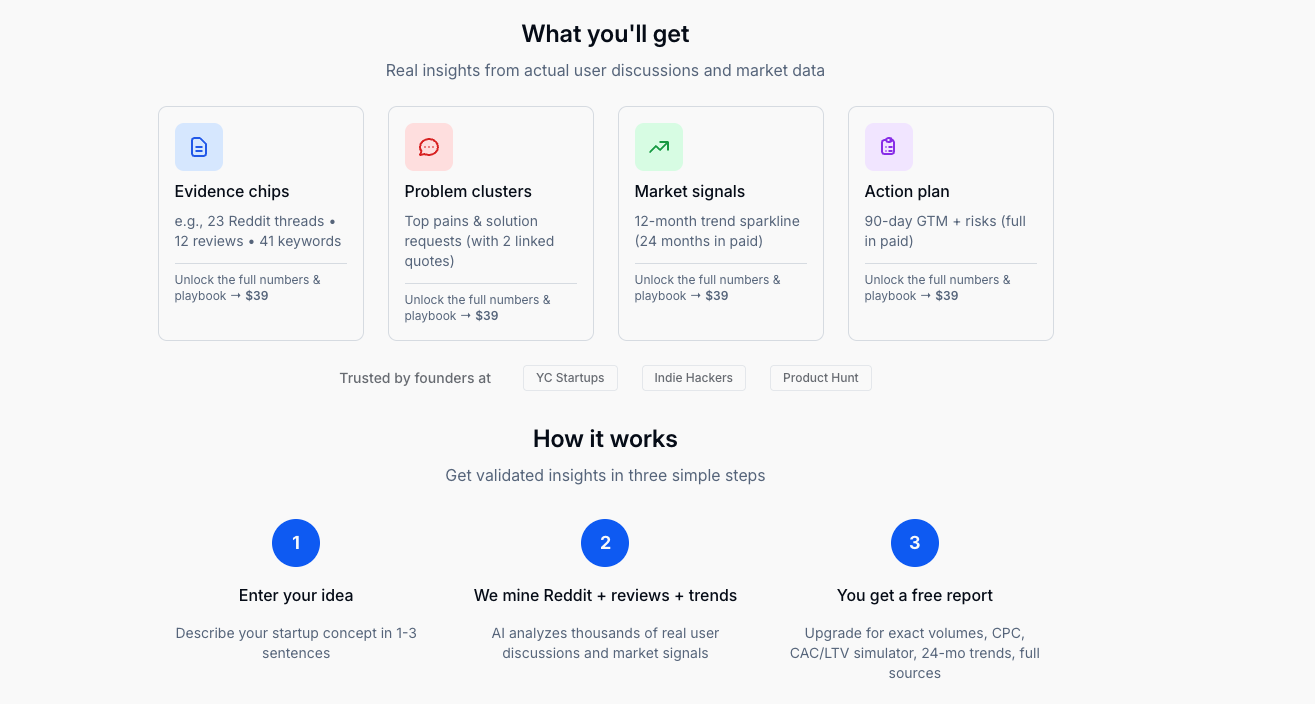 What you'll get
Real insights from actual user discussions and market data
Evidence chips
e.g., 23 Reddit threads •
12 reviews • 41 keywords
Unlock the full numbers &
playbook → $39
Problem clusters
Top pains & solution
requests (with 2 linked
quotes)
Unlock the full numbers &
playbook → $39
Market signals
12-month trend sparkline
(24 months in paid)
Unlock the full numbers &
playbook → $39
Action plan
90-day GTM + risks (full
in paid)
Unlock the full numbers &
playbook → $39
Trusted by founders at
YC Startups
Indie Hackers
Product Hunt
How it works
Get validated insights in three simple steps
1
Enter your idea
Describe your startup concept in 1-3
sentences
2
We mine Reddit + reviews + trends
AI analyzes thousands of real user
discussions and market signals
3
You get a free report
Upgrade for exact volumes, CPC,
CAC/LTV simulator, 24-mo trends, full
sources